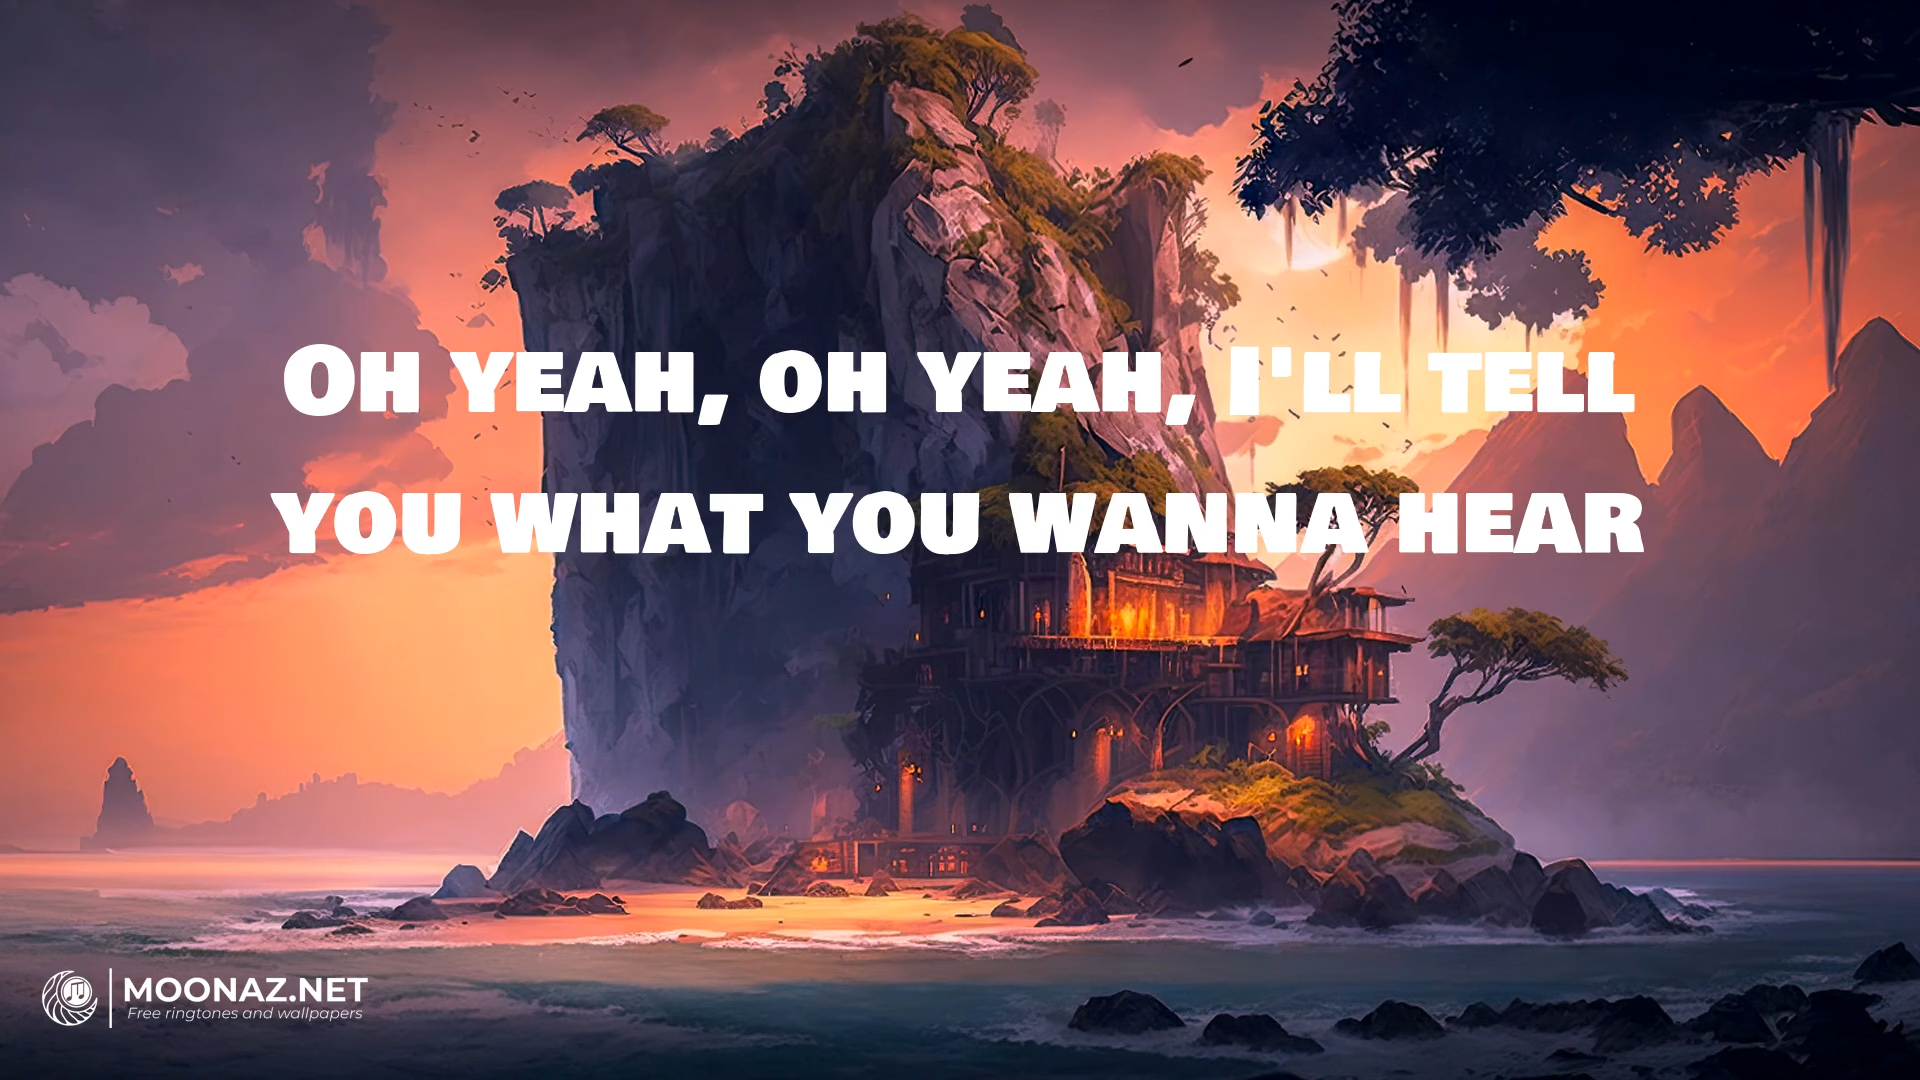 Oh yeah, oh yeah, I'll tell
you what you wanna hear
MOONAZ.NET
Free ringtones and wallpapers